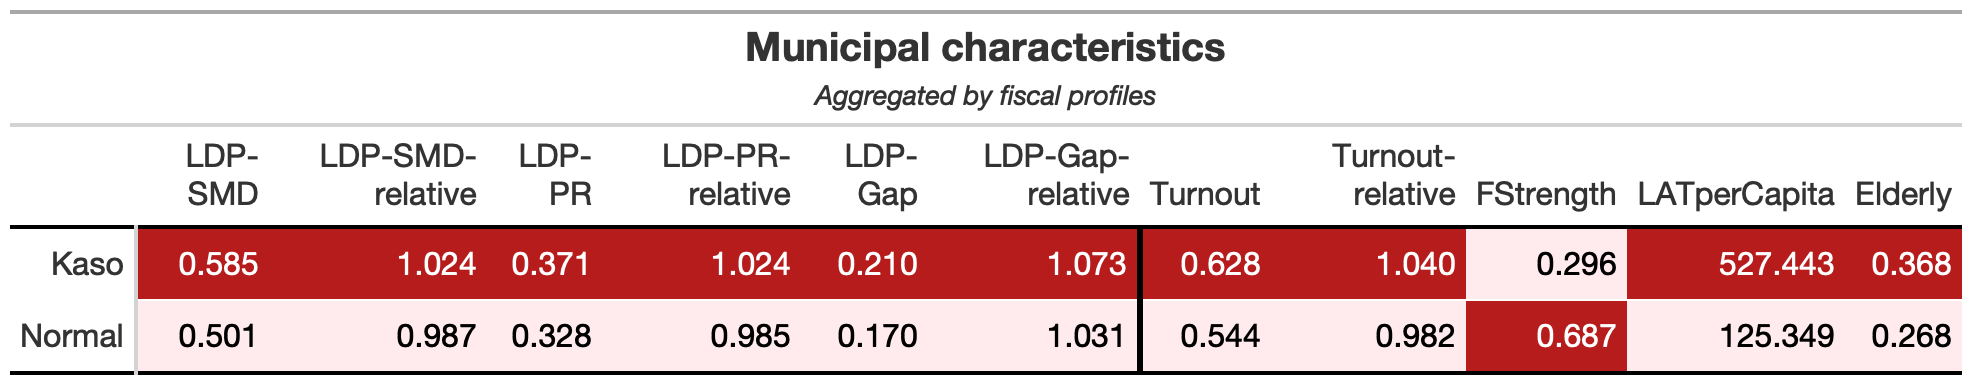 Municipal characteristics
Aggregated by fiscal profiles
LDP- LDP-SMD- LDP- LDP-PR- LDP- LDP-Gap- Turnout-
SMD relative PR relative Gap relative Turnout relative FStrength LATperCapita Elderly
Kaso 0.585 1.024 0.371 1.024 0.210 1.073 0.628 1.040 0.296 527.443 0.368
Normal 0.501 0.987 0.328 0.985 0.170 1.031 0.544 0.982 0.687 125.349 0.268